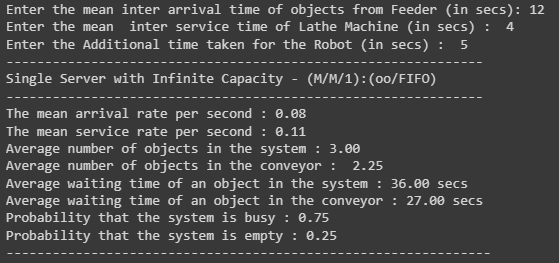 Enter the mean inter arrival time of objects from Feeder (in secs): 12
Enter the mean  inter service time of Lathe Machine (in secs) :  4
Enter the Additional time taken for the Robot (in secs) :  5
--------------------------------------------------------------
Single Server with Infinite Capacity - (M/M/1):(oo/FIFO)
--------------------------------------------------------------
The mean arrival rate per second : 0.08
The mean service rate per second : 0.11
Average number of objects in the system : 3.00
Average number of objects in the conveyor :  2.25
Average waiting time of an object in the system : 36.00 secs
Average waiting time of an object in the conveyor : 27.00 secs
Probability that the system is busy : 0.75
Probability that the system is empty : 0.25
---------------------------------------------------------------